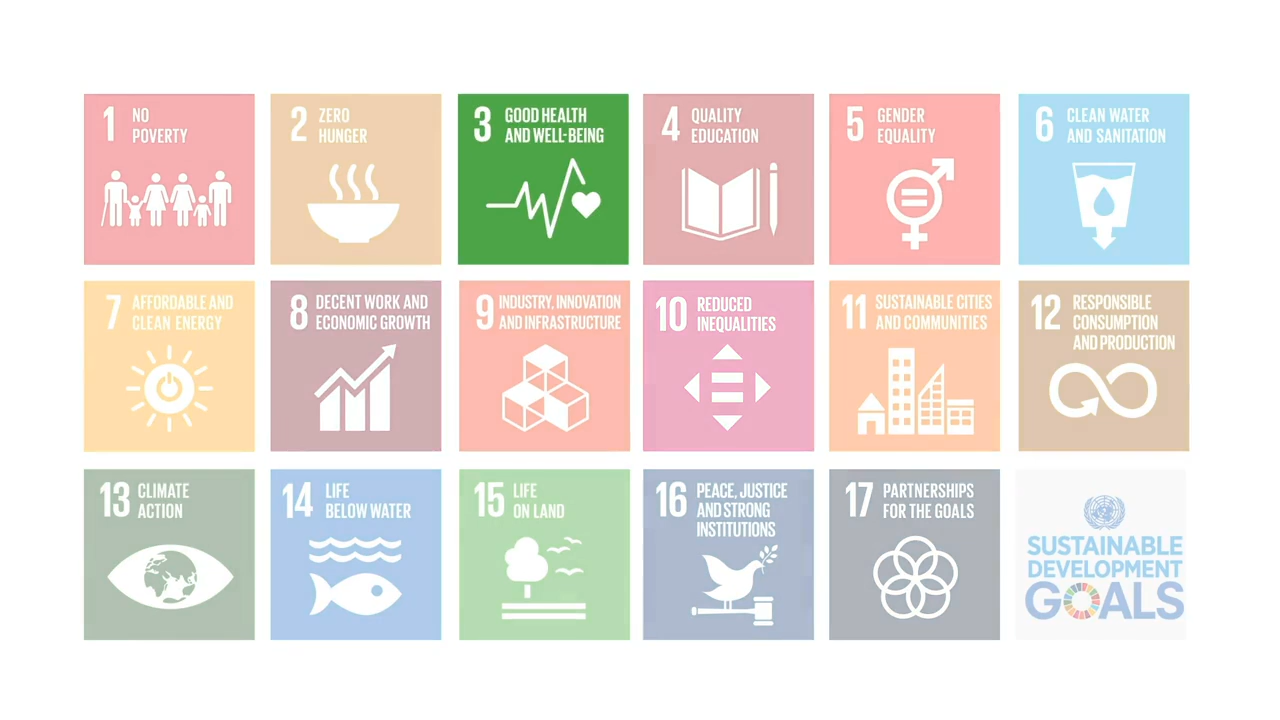 1 NO
POVERTY
2 ZERO
HUNGER
3 GOOD HEALTH
AND WELL-BEING
4 QUALITY
EDUCATION
5 GENDER
EQUALITY
6 CLEAN WATER
AND SANITATION
7 AFFORDABLE AND
CLEAN ENERGY
8 DECENT WORK AND
ECONOMIC GROWTH
9 INDUSTRY, INNOVATION
AND INFRASTRUCTURE
10 REDUCED
INEQUALITIES
11 SUSTAINABLE CITIES
AND COMMUNITIES
12 RESPONSIBLE
CONSUMPTION
AND PRODUCTION
13 CLIMATE
ACTION
14 LIFE
BELOW WATER
15 LIFE
ON LAND
16 PEACE, JUSTICE
AND STRONG
INSTITUTIONS
17 PARTNERSHIPS
FOR THE GOALS
SUSTAINABLE
DEVELOPMENT
GOALS